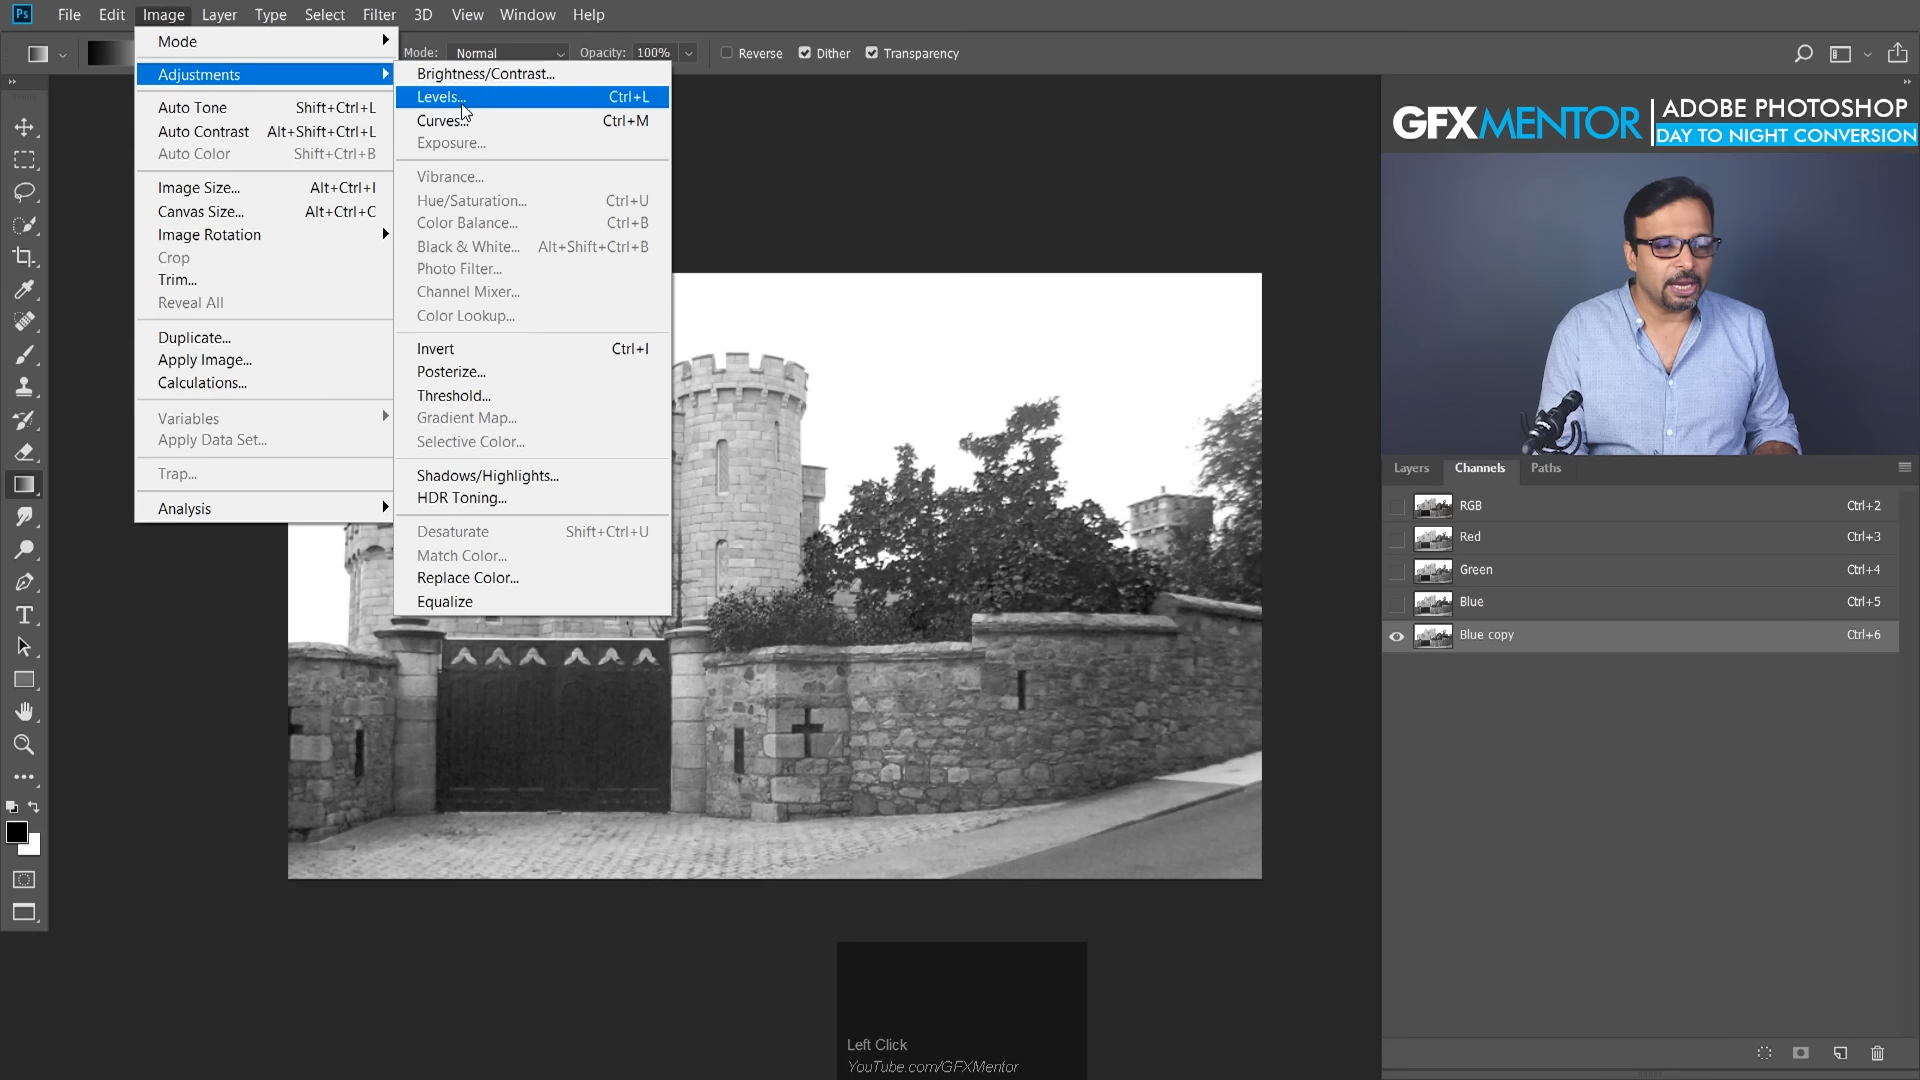 Ps File Edit Image Layer Type Select Filter 3D View Window Help
Mode: Normal Opacity: 100% Reverse Dither Transparency
Mode
Adjustments
Auto Tone Shift+Ctrl+L
Auto Contrast Alt+Shift+Ctrl+L
Auto Color Shift+Ctrl+B
Image Size... Alt+Ctrl+I
Canvas Size... Alt+Ctrl+C
Image Rotation
Crop
Trim...
Reveal All
Duplicate...
Apply Image...
Calculations...
Variables
Apply Data Set...
Trap...
Analysis
Brightness/Contrast...
Levels... Ctrl+L
Curves... Ctrl+M
Exposure...
Vibrance...
Hue/Saturation... Ctrl+U
Color Balance... Ctrl+B
Black & White... Alt+Shift+Ctrl+B
Photo Filter...
Channel Mixer...
Color Lookup...
Invert Ctrl+I
Posterize...
Threshold...
Gradient Map...
Selective Color...
Shadows/Highlights...
HDR Toning...
Desaturate Shift+Ctrl+U
Match Color...
Replace Color...
Equalize
GFXMENTOR
ADOBE PHOTOSHOP
DAY TO NIGHT CONVERSION
Layers Channels Paths
RGB Ctrl+2
Red Ctrl+3
Green Ctrl+4
Blue Ctrl+5
Blue copy Ctrl+6
Left Click
YouTube.com/GFXMentor